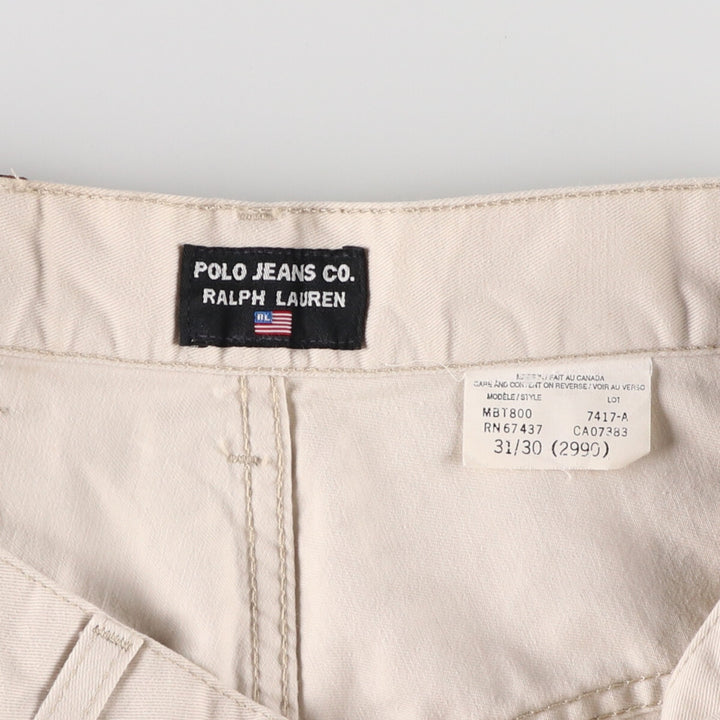 POLO JEANS CO.
RALPH LAUREN
RL
FAIT AU CANADA
CARE AND CONTENT ON REVERSE / VOIR AU VERSO
MODÈLE / STYLE LOT
MBT800 7417-A
RN 67437 CA07383
31/30 (2990)